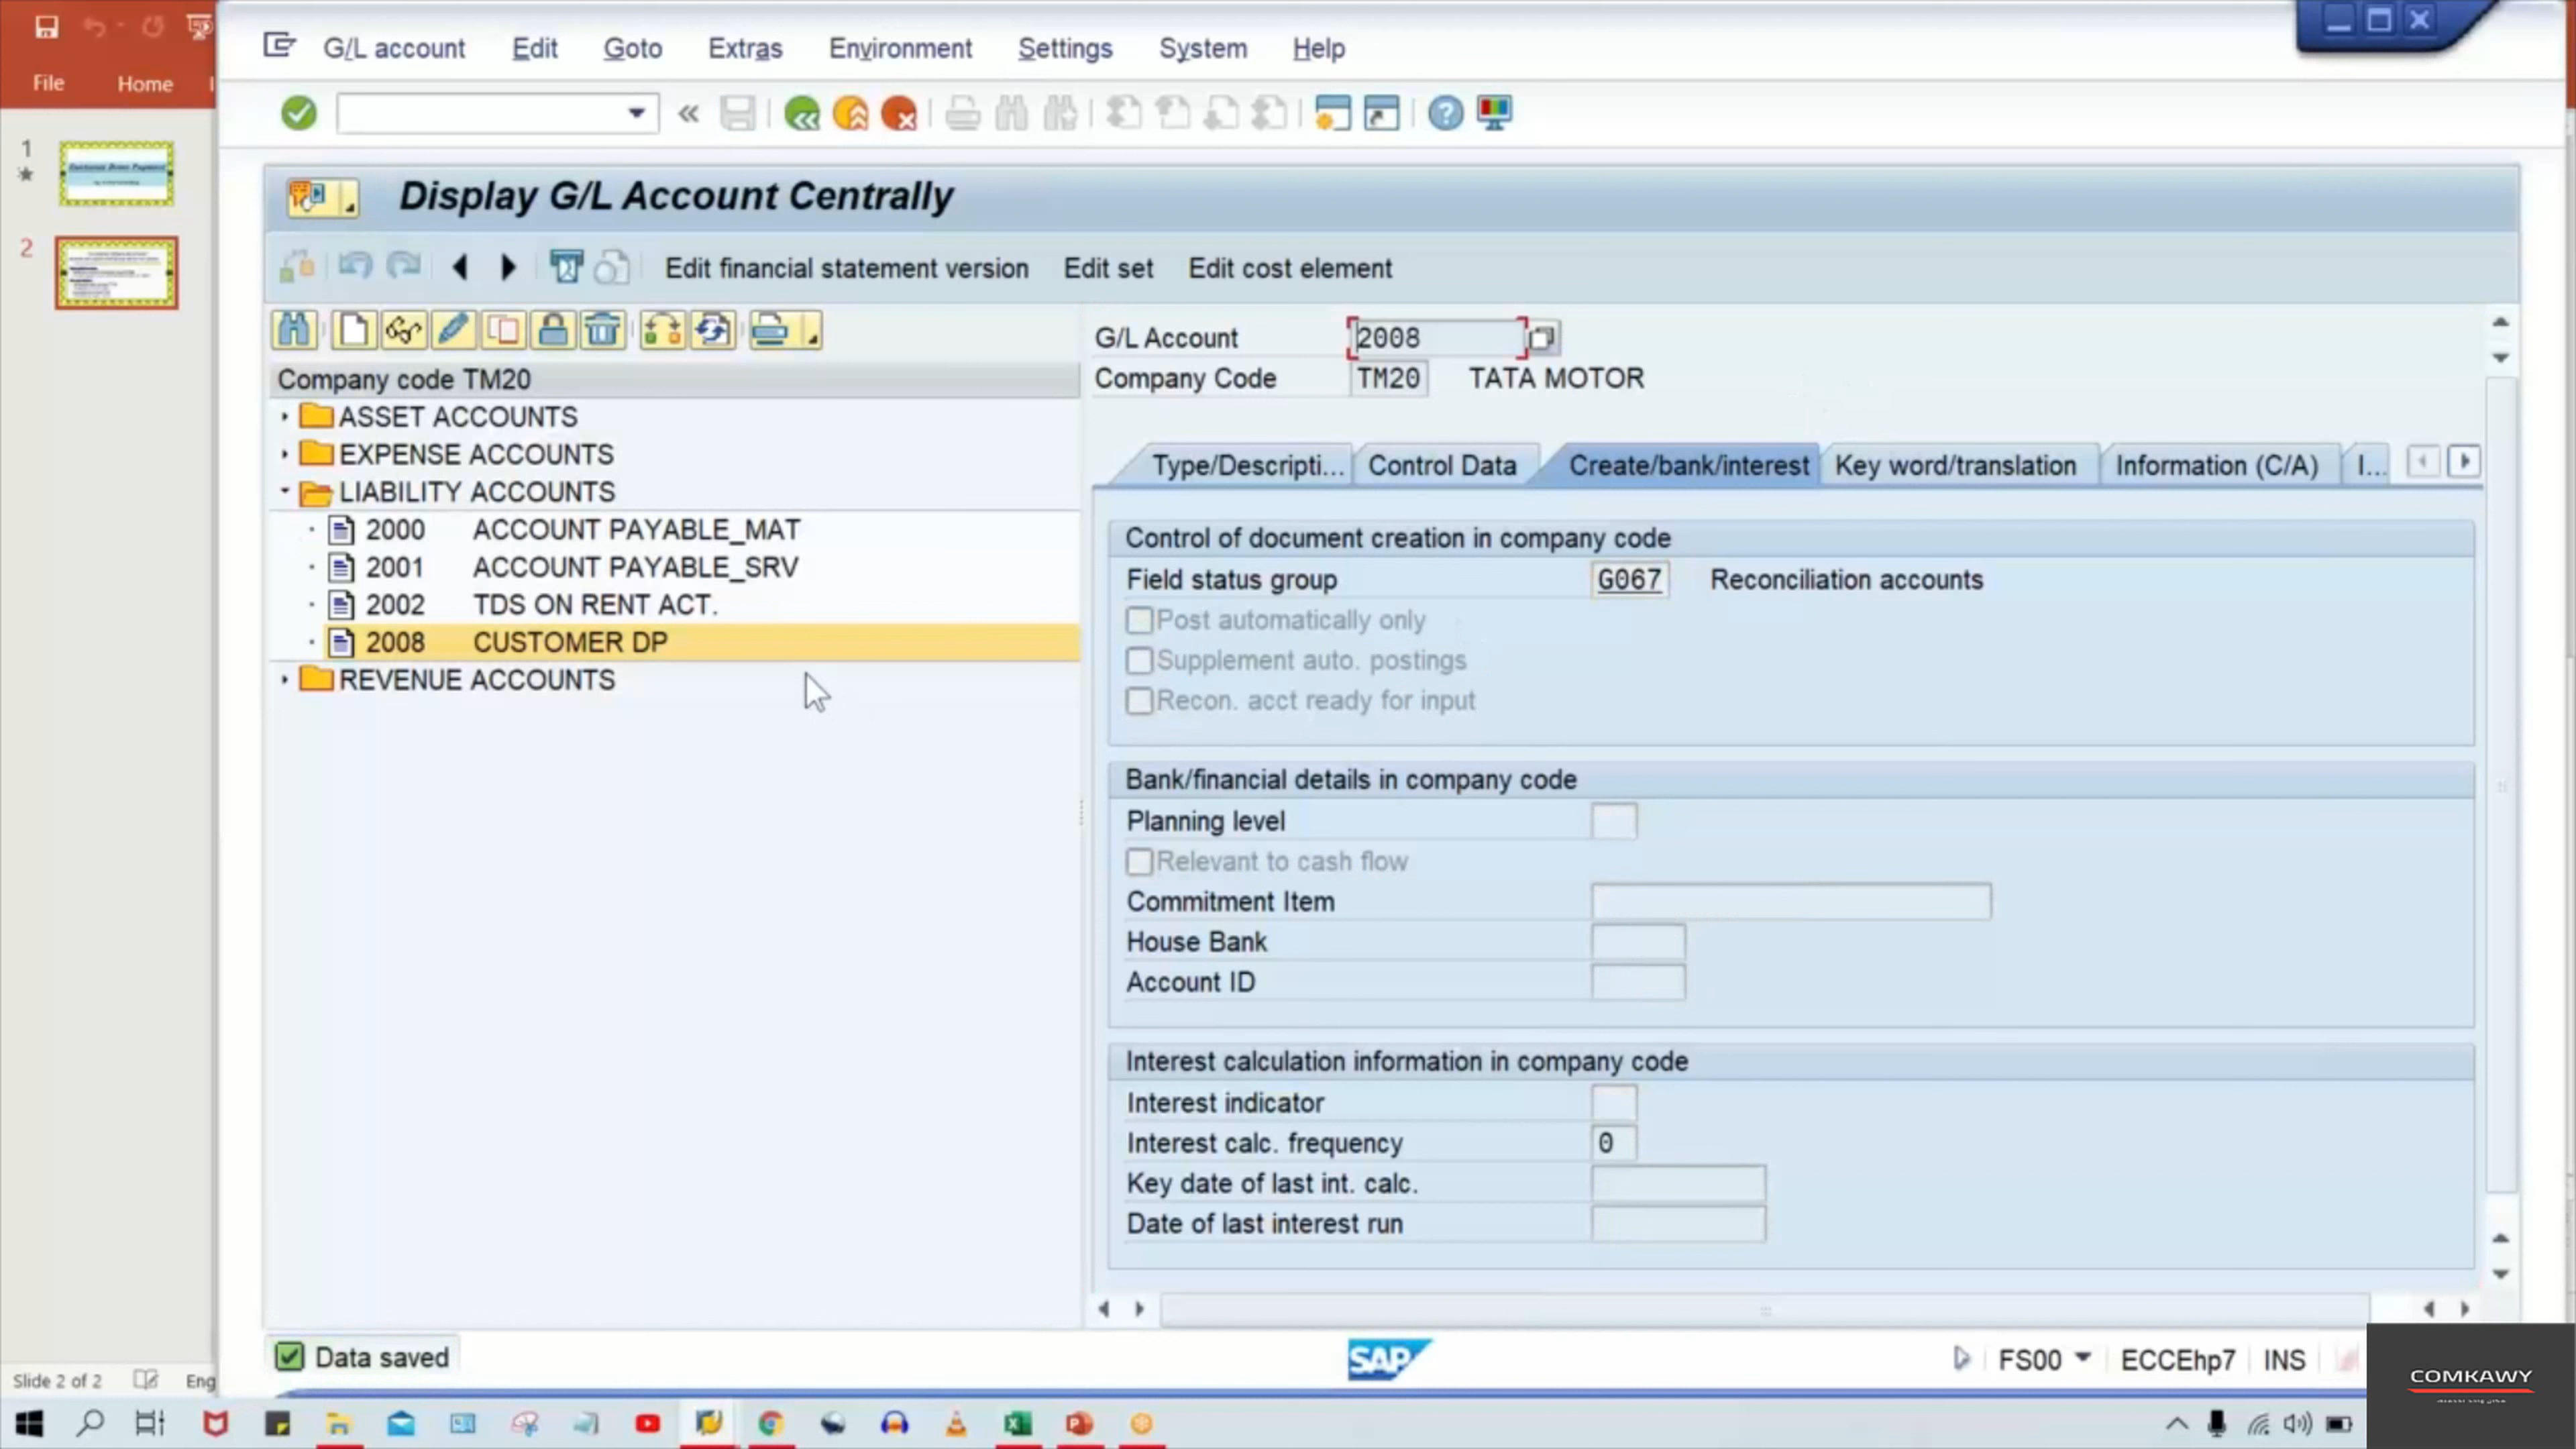 G/L account Edit Goto Extras Environment Settings System Help
File Home
1
2
Display G/L Account Centrally
Edit financial statement version Edit set Edit cost element
G/L Account 2008
Company Code TM20 TATA MOTOR
Company code TM20
ASSET ACCOUNTS
EXPENSE ACCOUNTS
LIABILITY ACCOUNTS
2000 ACCOUNT PAYABLE_MAT
2001 ACCOUNT PAYABLE_SRV
2002 TDS ON RENT ACT.
2008 CUSTOMER DP
REVENUE ACCOUNTS
Type/Descripti... Control Data Create/bank/interest Key word/translation Information (C/A) I...
Control of document creation in company code
Field status group G067 Reconciliation accounts
Post automatically only
Supplement auto. postings
Recon. acct ready for input
Bank/financial details in company code
Planning level
Relevant to cash flow
Commitment Item
House Bank
Account ID
Interest calculation information in company code
Interest indicator
Interest calc. frequency 0
Key date of last int. calc.
Date of last interest run
Data saved
SAP
FS00 ECCEhp7 INS
Slide 2 of 2 Eng
COMKAWY